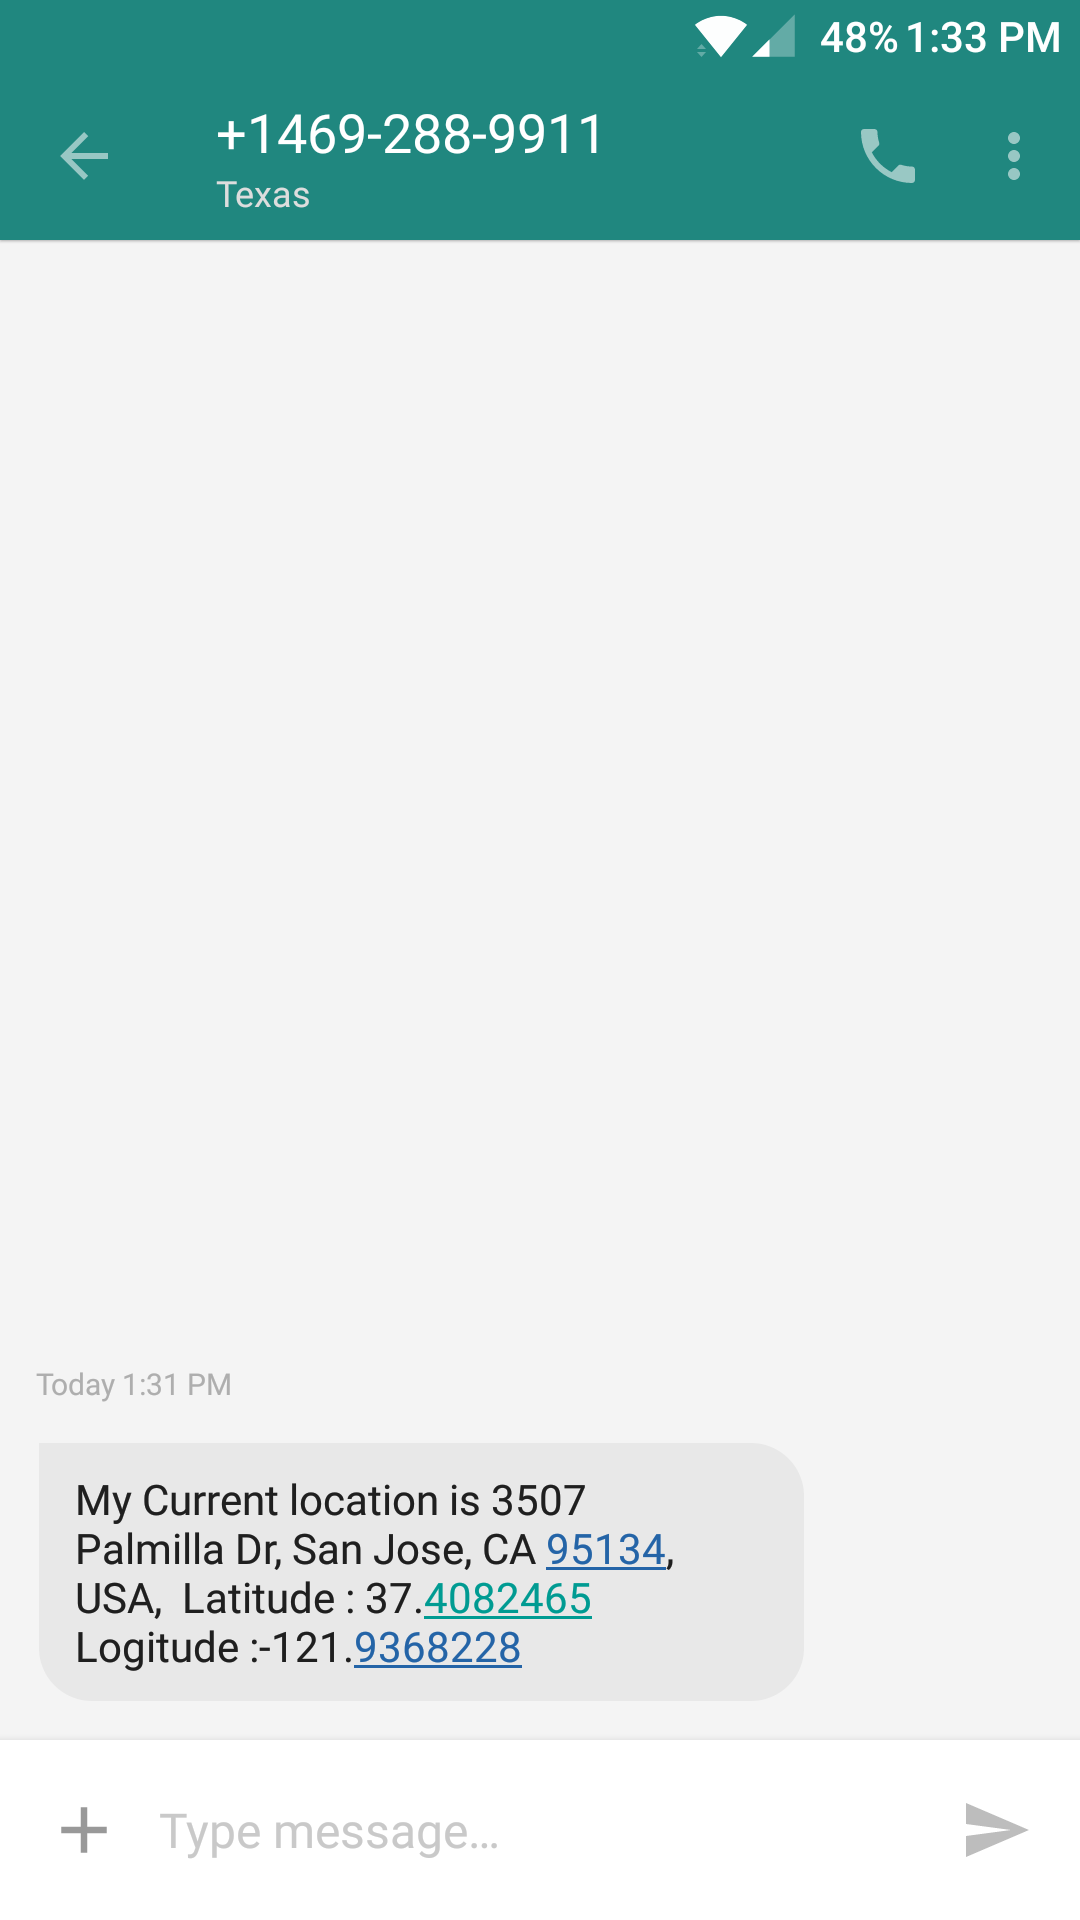 48% 1:33 PM
+1469-288-9911
Texas
Today 1:31 PM
My Current location is 3507
Palmilla Dr, San Jose, CA 95134,
USA,  Latitude : 37.4082465
Logitude :-121.9368228
Type message...